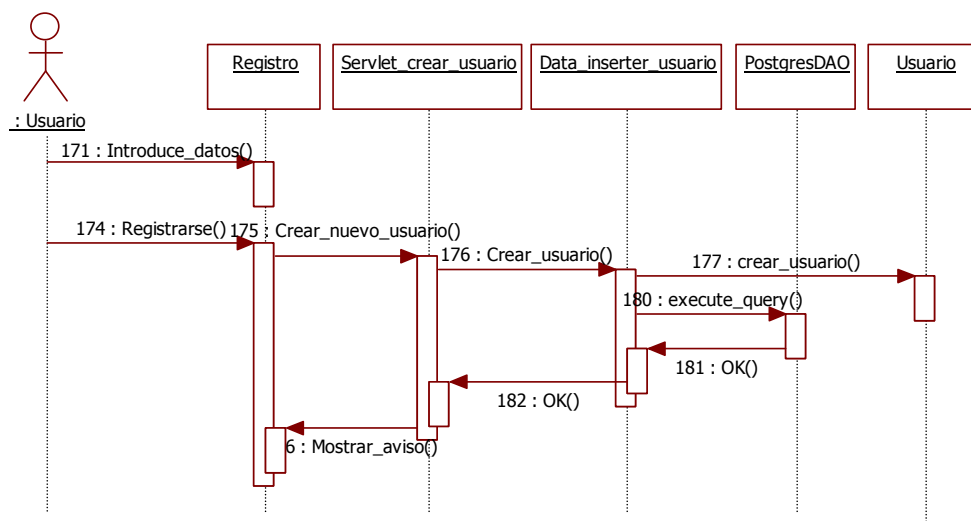 Registro
Servlet_crear_usuario
Data_inserter_usuario
PostgresDAO
Usuario
: Usuario
171 : Introduce_datos()
174 : Registrarse()
175 : Crear_nuevo_usuario()
176 : Crear_usuario()
177 : crear_usuario()
180 : execute_query()
181 : OK()
182 : OK()
6 : Mostrar_aviso()